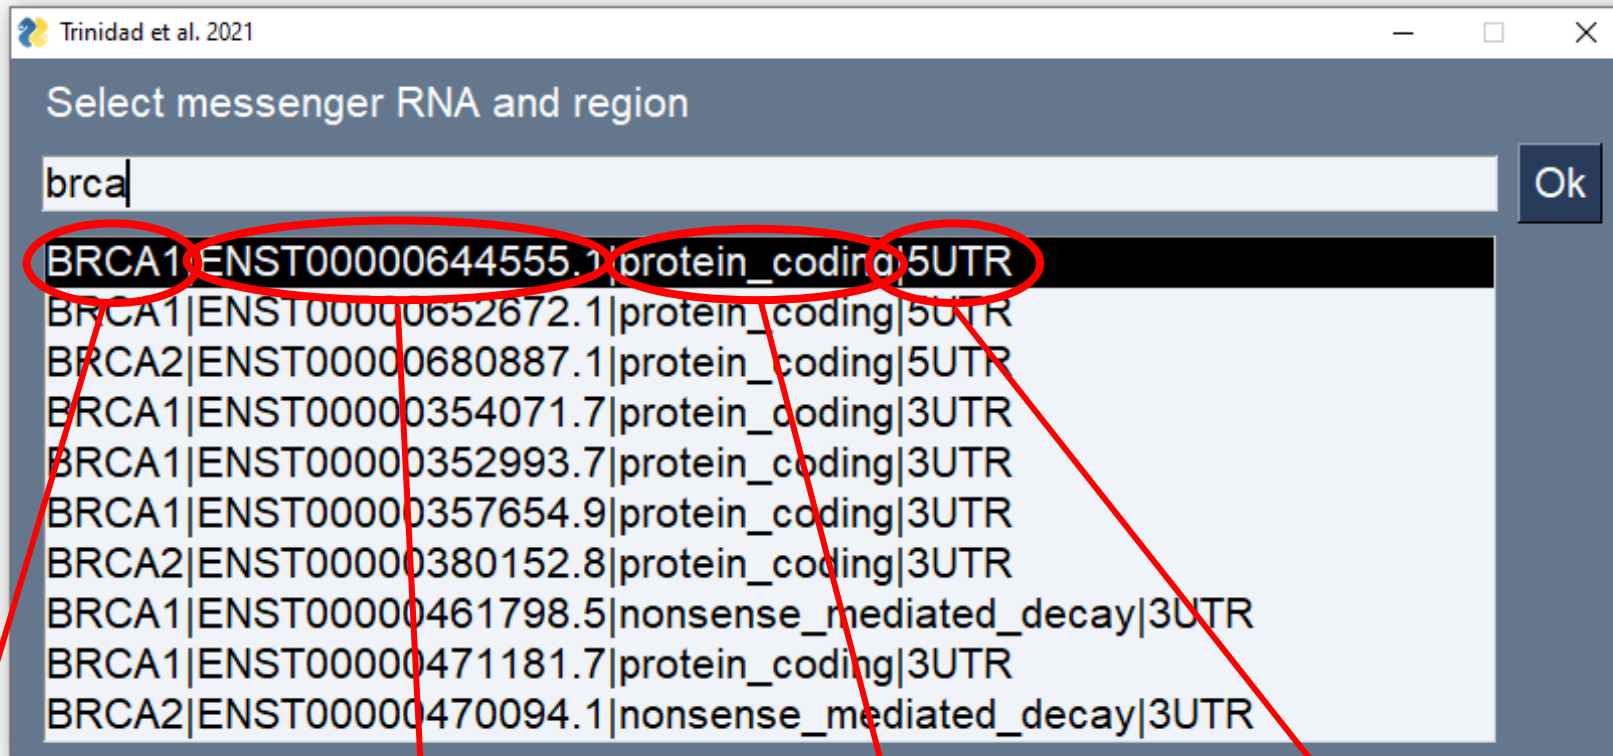 Trinidad et al. 2021
Select messenger RNA and region
brca
Ok
BRCA1|ENST00000644555.1|protein_coding|5UTR
BRCA1|ENST00000652672.1|protein_coding|5UTR
BRCA2|ENST00000680887.1|protein_coding|5UTR
BRCA1|ENST00000354071.7|protein_coding|3UTR
BRCA1|ENST00000352993.7|protein_coding|3UTR
BRCA1|ENST00000357654.9|protein_coding|3UTR
BRCA2|ENST00000380152.8|protein_coding|3UTR
BRCA1|ENST00000461798.5|nonsense_mediated_decay|3UTR
BRCA1|ENST00000471181.7|protein_coding|3UTR
BRCA2|ENST00000470094.1|nonsense_mediated_decay|3UTR